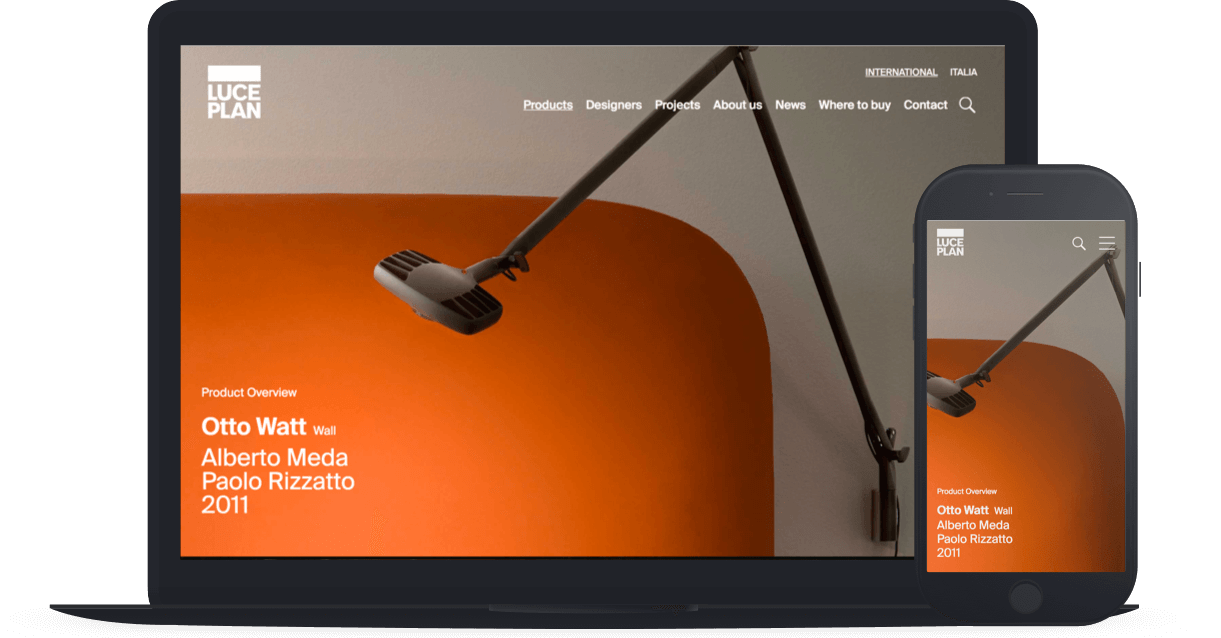 LUCE
PLAN
INTERNATIONAL ITALIA
Products Designers Projects About us News Where to buy Contact
Product Overview
Otto Watt Wall
Alberto Meda
Paolo Rizzatto
2011
LUCE
PLAN
Product Overview
Otto Watt Wall
Alberto Meda
Paolo Rizzatto
2011